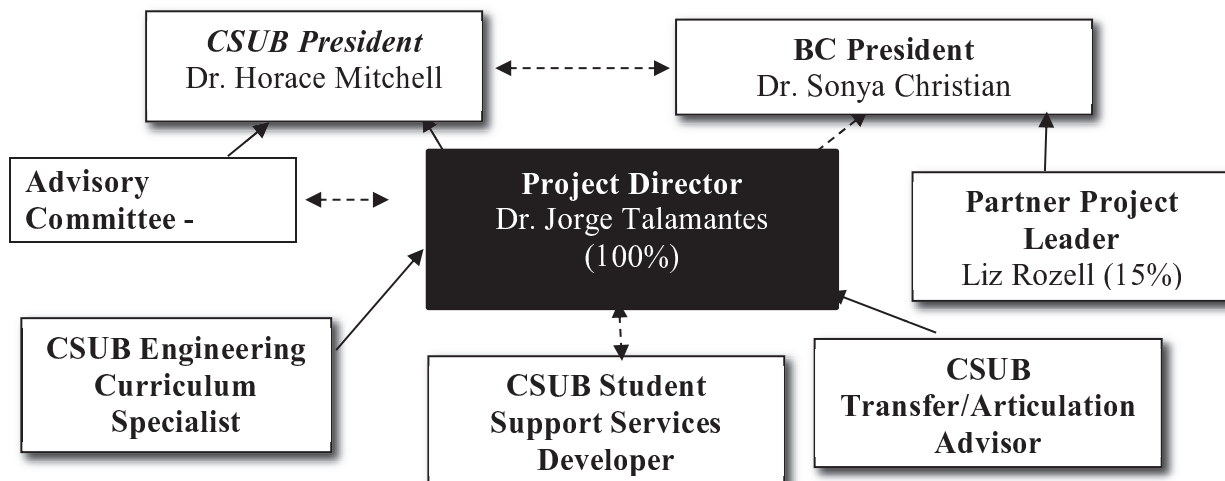 CSUB President
Dr. Horace Mitchell
BC President
Dr. Sonya Christian
Advisory
Committee -
Project Director
Dr. Jorge Talamantes
(100%)
Partner Project
Leader
Liz Rozell (15%)
CSUB Engineering
Curriculum
Specialist
CSUB Student
Support Services
Developer
CSUB
Transfer/Articulation
Advisor